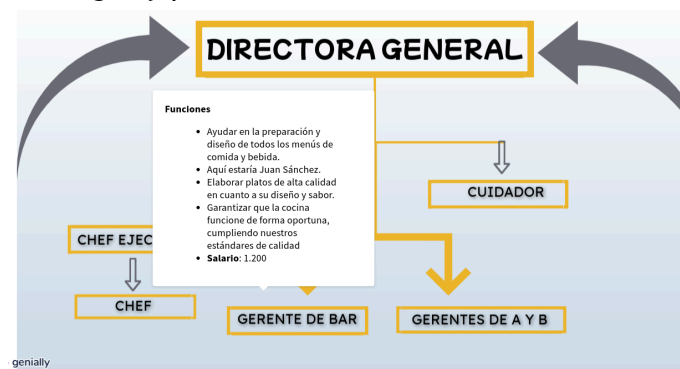 DIRECTORA GENERAL
Funciones
• Ayudar en la preparación y
diseño de todos los menús de
comida y bebida.
• Aquí estaría Juan Sánchez.
• Elaborar platos de alta calidad
en cuanto a su diseño y sabor.
• Garantizar que la cocina
funcione de forma oportuna,
cumpliendo nuestros
estándares de calidad
• Salario: 1.200
CUIDADOR
CHEF EJEC
CHEF
GERENTE DE BAR
GERENTES DE A Y B
genially